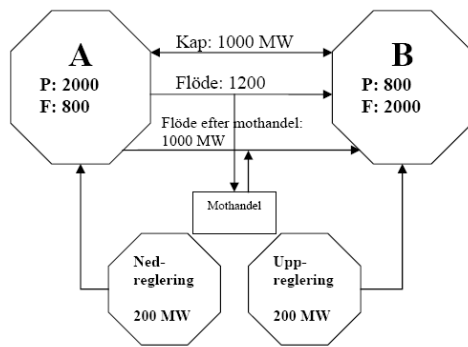 A
P: 2000
F: 800
Kap: 1000 MW
Flöde: 1200
Flöde efter mothandel:
1000 MW
B
P: 800
F: 2000
Mothandel
Ned-
reglering
200 MW
Upp-
reglering
200 MW